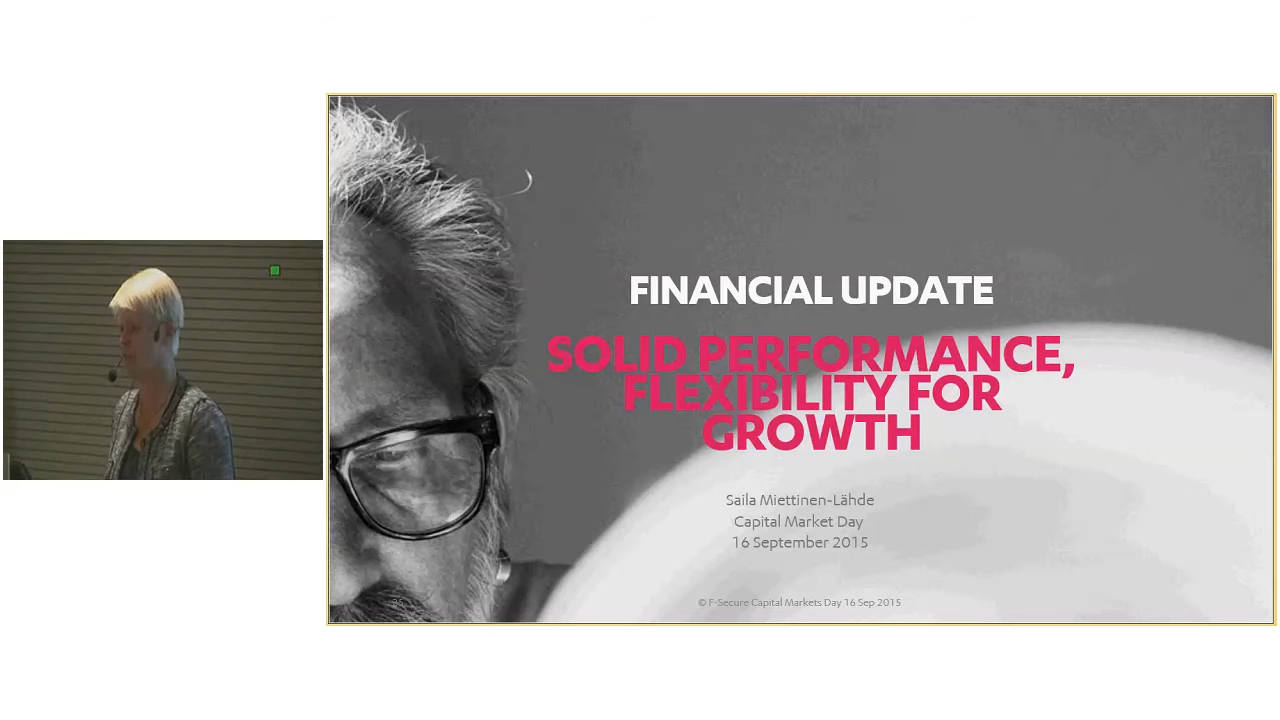 FINANCIAL UPDATE
SOLID PERFORMANCE,
FLEXIBILITY FOR
GROWTH
Saila Miettinen-Lähde
Capital Market Day
16 September 2015
© F-Secure Capital Markets Day 16 Sep 2015